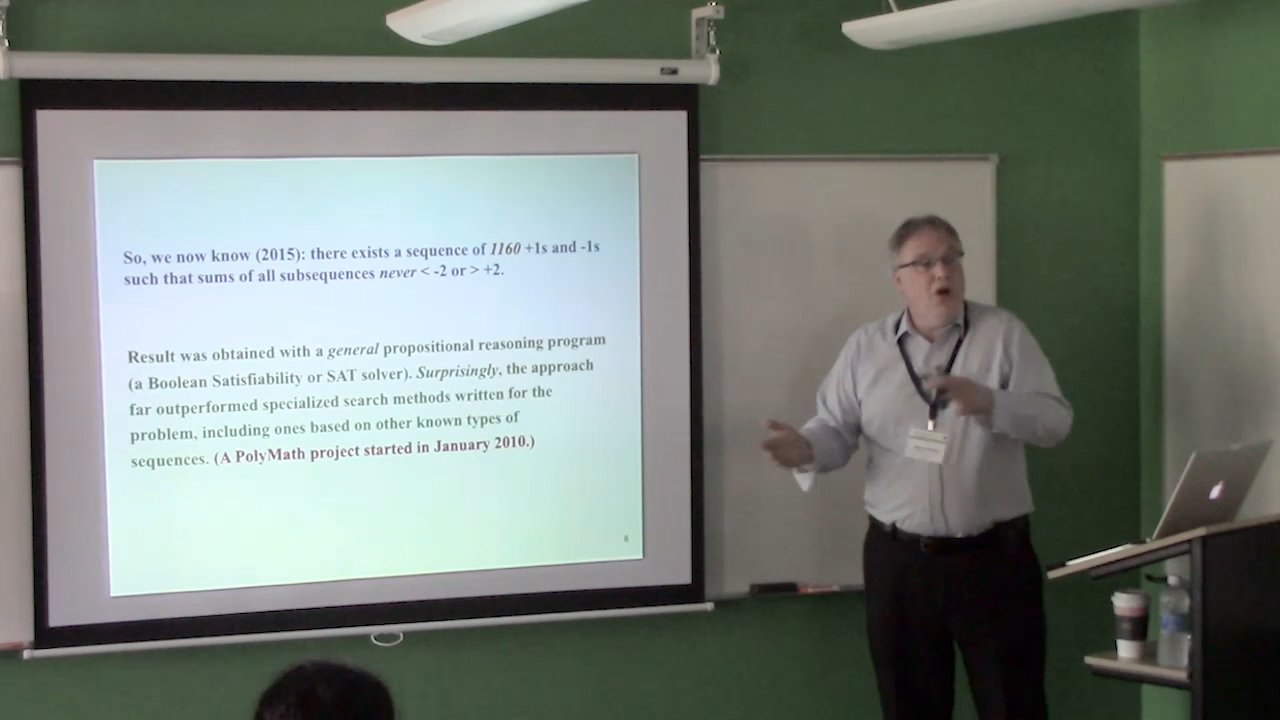 So, we now know (2015): there exists a sequence of 1160 +1s and -1s
such that sums of all subsequences never < -2 or > +2.
Result was obtained with a general propositional reasoning program
(a Boolean Satisfiability or SAT solver). Surprisingly, the approach
far outperformed specialized search methods written for the
problem, including ones based on other known types of
sequences. (A PolyMath project started in January 2010.)
6